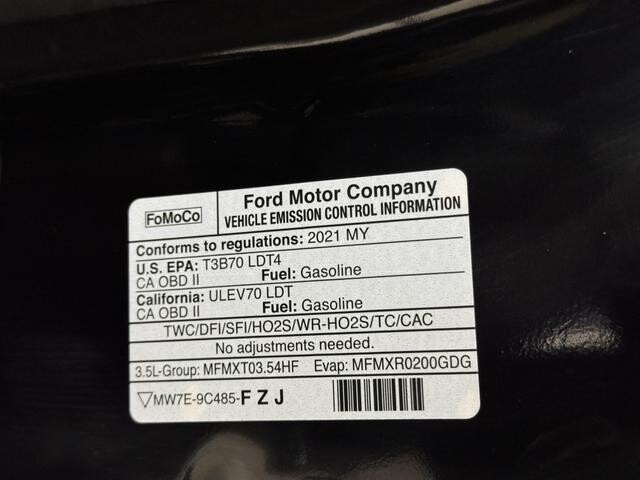 FoMoCo
Ford Motor Company
VEHICLE EMISSION CONTROL INFORMATION
Conforms to regulations: 2021 MY
U.S. EPA: T3B70 LDT4
CA OBD II Fuel: Gasoline
California: ULEV70 LDT
CA OBD II Fuel: Gasoline
TWC/DFI/SFI/HO2S/WR-HO2S/TC/CAC
No adjustments needed.
3.5L-Group: MFMXT03.54HF Evap: MFMXR0200GDG
▽MW7E-9C485-F Z J